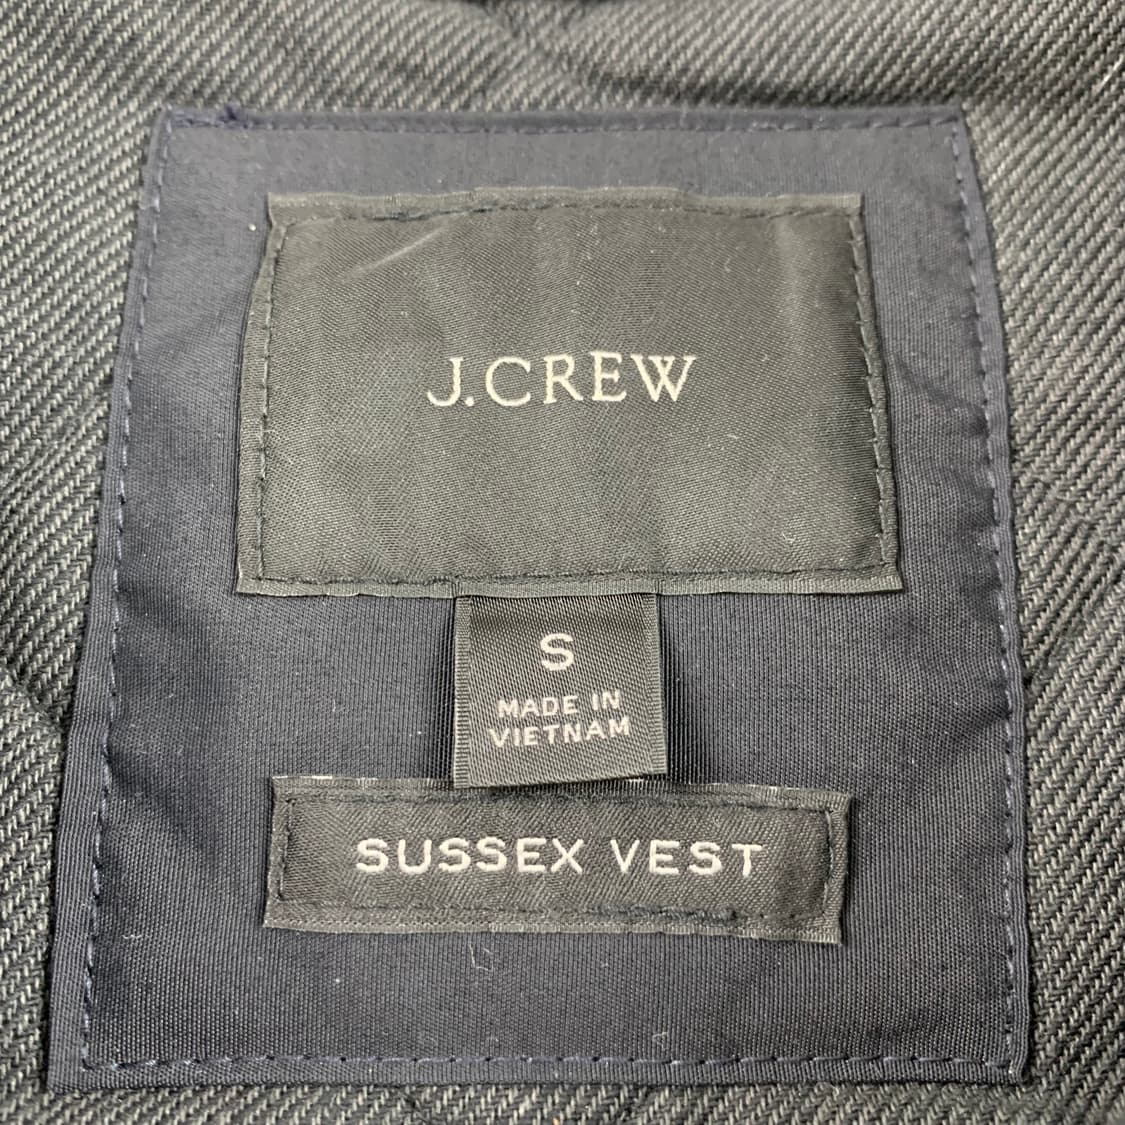 J.CREW
S
MADE IN
VIETNAM
SUSSEX VEST